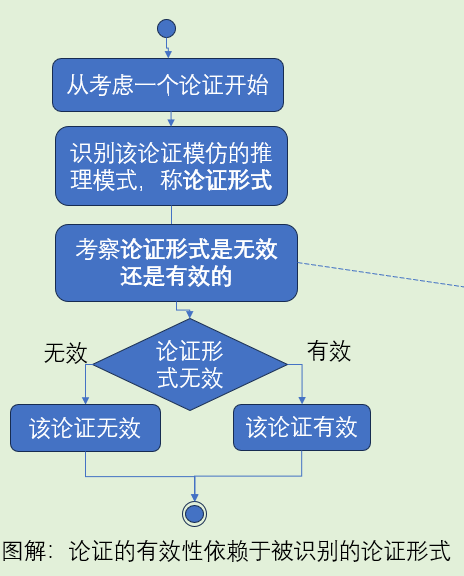 从考虑一个论证开始
识别该论证模仿的推
理模式，称论证形式
考察论证形式是无效
还是有效的
无效
论证形
式无效
有效
该论证无效
该论证有效
图解：论证的有效性依赖于被识别的论证形式